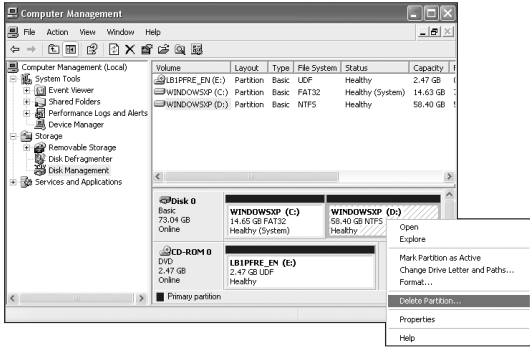 Computer Management
File Action View Window Help
Computer Management (Local)
System Tools
Event Viewer
Shared Folders
Performance Logs and Alerts
Device Manager
Storage
Removable Storage
Disk Defragmenter
Disk Management
Services and Applications
Volume Layout Type File System Status Capacity
LB1PFRE_EN (E:) Partition Basic UDF Healthy 2.47 GB
WINDOWSXP (C:) Partition Basic FAT32 Healthy (System) 14.63 GB
WINDOWSXP (D:) Partition Basic NTFS Healthy 58.40 GB
Disk 0
Basic
73.04 GB
Online
WINDOWSXP (C:)
14.65 GB FAT32
Healthy (System)
WINDOWSXP (D:)
58.40 GB NTFS
Healthy
CD-ROM 0
DVD
2.47 GB
Online
LB1PFRE_EN (E:)
2.47 GB UDF
Healthy
Primary partition
Open
Explore
Mark Partition as Active
Change Drive Letter and Paths...
Format...
Delete Partition...
Properties
Help